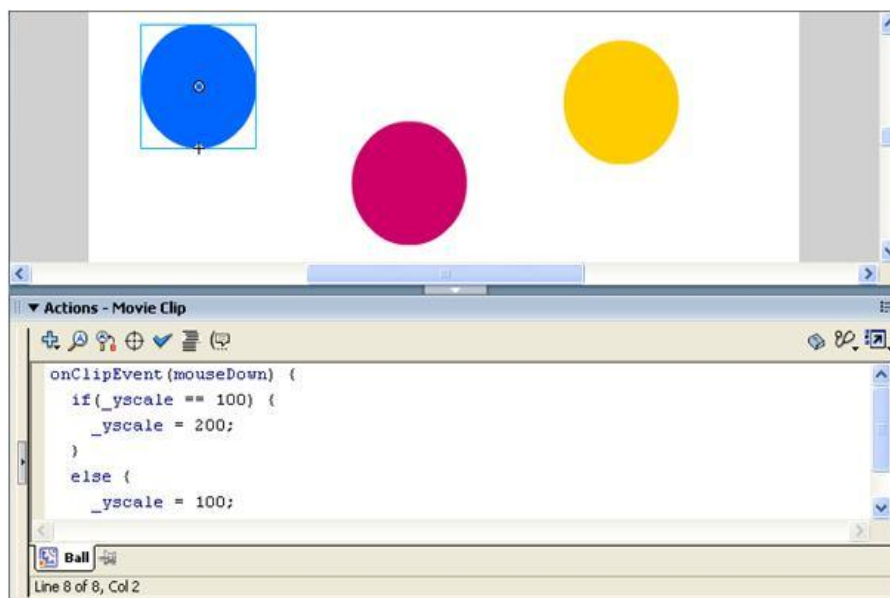 Actions - Movie Clip
onClipEvent(mouseDown) {
if(_yscale == 100) {
_yscale = 200;
}
else {
_yscale = 100;
Ball
Line 8 of 8, Col 2